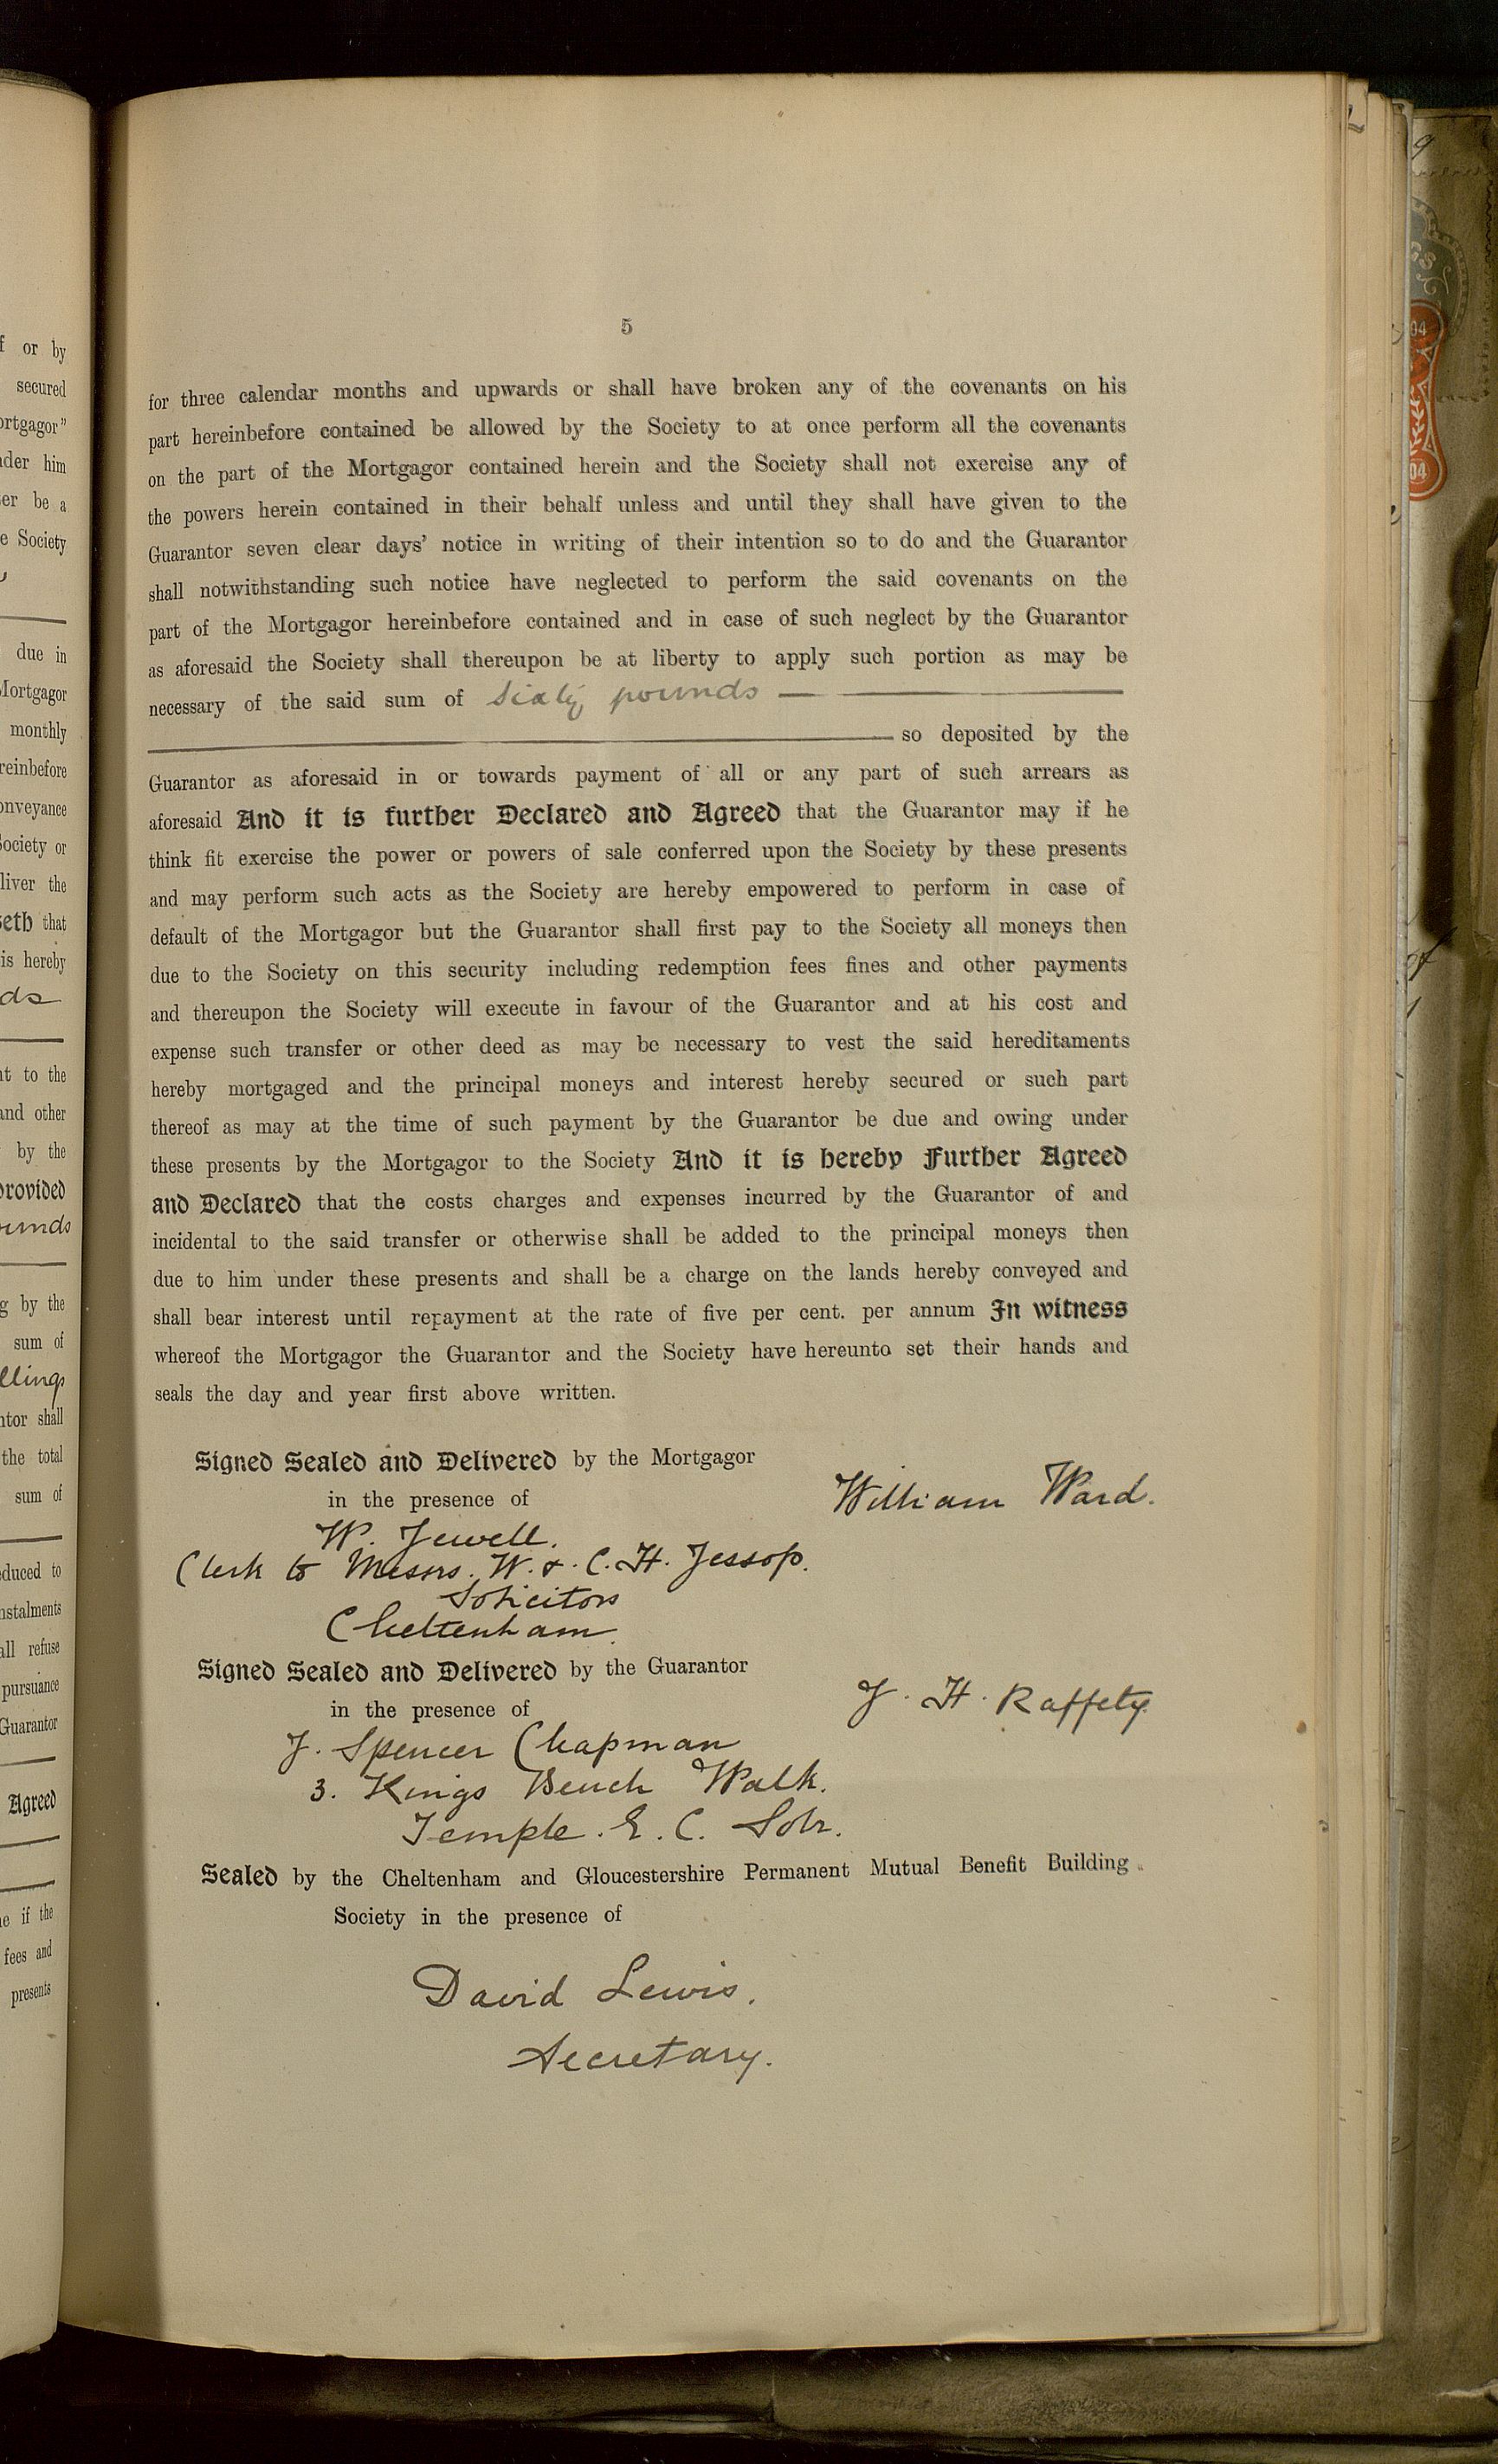 5
for three calendar months and upwards or shall have broken any of the covenants on his
part hereinbefore contained be allowed by the Society to at once perform all the covenants
on the part of the Mortgagor contained herein and the Society shall not exercise any of
the powers herein contained in their behalf unless and until they shall have given to the
Guarantor seven clear days' notice in writing of their intention so to do and the Guarantor
shall notwithstanding such notice have neglected to perform the said covenants on the
part of the Mortgagor hereinbefore contained and in case of such neglect by the Guarantor
as aforesaid the Society shall thereupon be at liberty to apply such portion as may be
necessary of the said sum of Sixty pounds
so deposited by the
Guarantor as aforesaid in or towards payment of all or any part of such arrears as
aforesaid And it is further Declared and Agreed that the Guarantor may if he
think fit exercise the power or powers of sale conferred upon the Society by these presents
and may perform such acts as the Society are hereby empowered to perform in case of
default of the Mortgagor but the Guarantor shall first pay to the Society all moneys then
due to the Society on this security including redemption fees fines and other payments
and thereupon the Society will execute in favour of the Guarantor and at his cost and
expense such transfer or other deed as may be necessary to vest the said hereditaments
hereby mortgaged and the principal moneys and interest hereby secured or such part
thereof as may at the time of such payment by the Guarantor be due and owing under
these presents by the Mortgagor to the Society And it is hereby Further Agreed
and Declared that the costs charges and expenses incurred by the Guarantor of and
incidental to the said transfer or otherwise shall be added to the principal moneys then
due to him under these presents and shall be a charge on the lands hereby conveyed and
shall bear interest until repayment at the rate of five per cent. per annum In witness
whereof the Mortgagor the Guarantor and the Society have hereunto set their hands and
seals the day and year first above written.
Signed Sealed and Delivered by the Mortgagor
in the presence of
William Ward.
W. Jewell.
Clerk to Messrs. W. & C. H. Jessop.
Solicitors
Cheltenham.
Signed Sealed and Delivered by the Guarantor
in the presence of
J. H. Raffety
J. Spencer Chapman
3. Kings Bench Walk.
Temple. E. C. Solr.
Sealed by the Cheltenham and Gloucestershire Permanent Mutual Benefit Building
Society in the presence of
David Lewis.
Secretary.